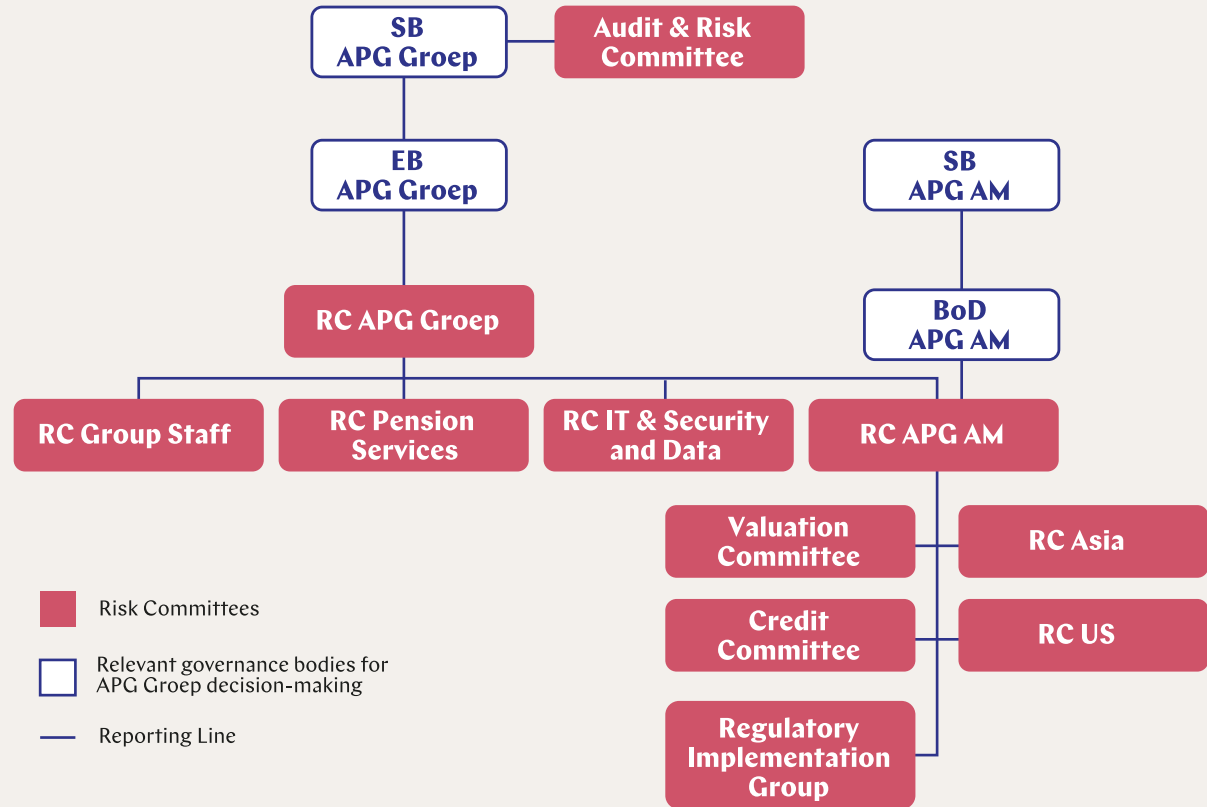 SB
APG Groep
Audit & Risk
Committee
EB
APG Groep
SB
APG AM
RC APG Groep
BoD
APG AM
RC Group Staff
RC Pension
Services
RC IT & Security
and Data
RC APG AM
Valuation
Committee
RC Asia
Credit
Committee
RC US
Regulatory
Implementation
Group
Risk Committees
Relevant governance bodies for
APG Groep decision-making
Reporting Line